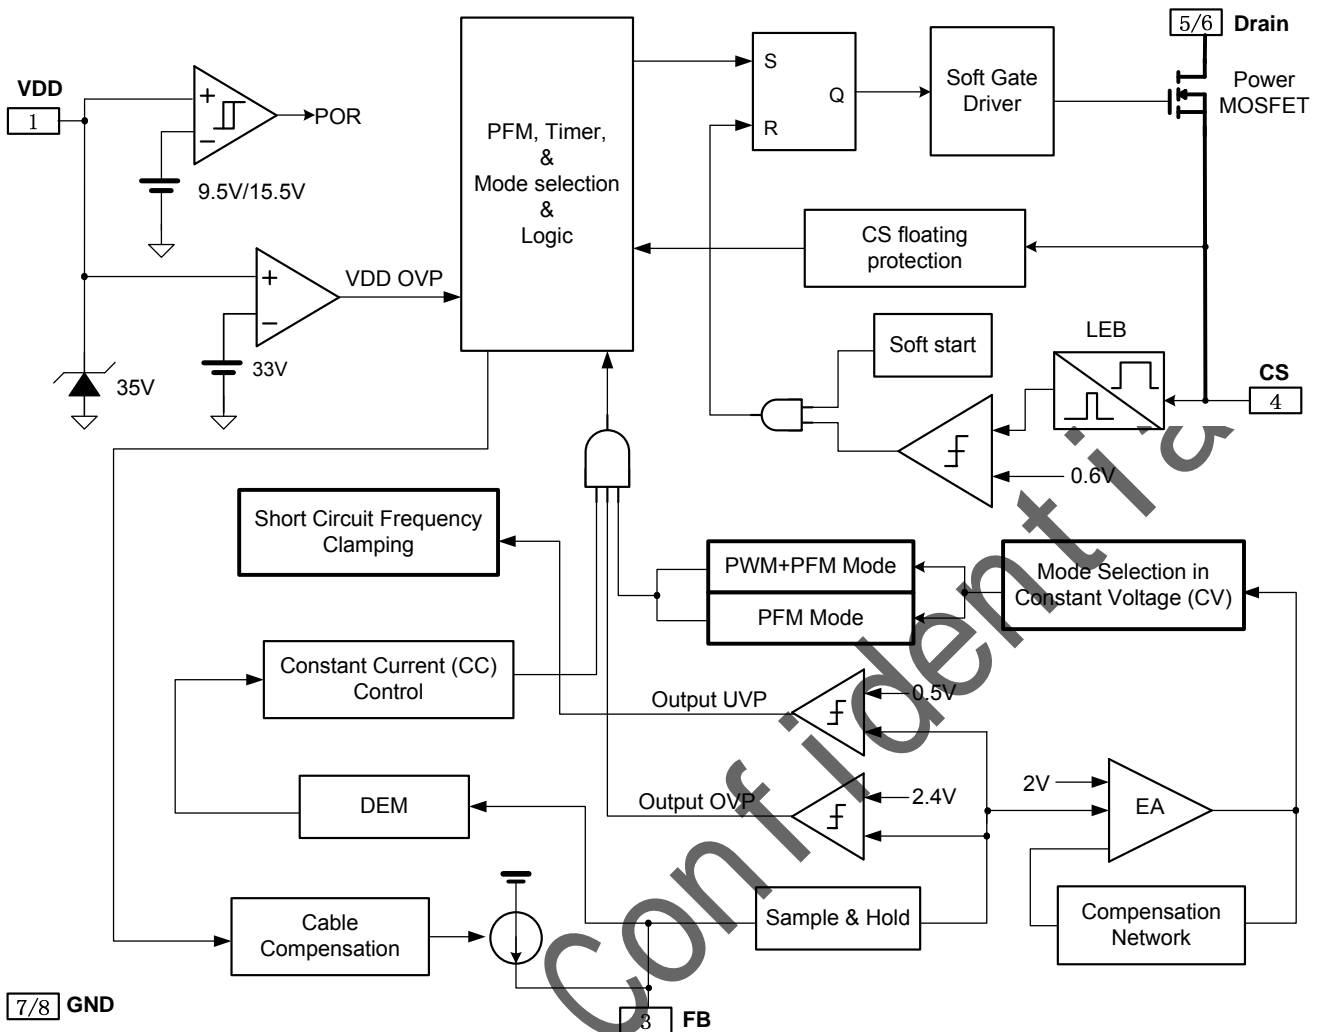 5/6 Drain
VDD
1
+
−
POR
9.5V/15.5V
PFM, Timer,
&
Mode selection
&
Logic
S
R
Q
Soft Gate
Driver
Power
MOSFET
CS floating
protection
+
−
VDD OVP
33V
35V
Soft start
LEB
CS
4
0.6V
Short Circuit Frequency
Clamping
PWM+PFM Mode
PFM Mode
Mode Selection in
Constant Voltage (CV)
Constant Current (CC)
Control
Output UVP
0.5V
DEM
Output OVP
2.4V
2V
EA
Cable
Compensation
Sample & Hold
Compensation
Network
7/8 GND
3 FB
Confidentia